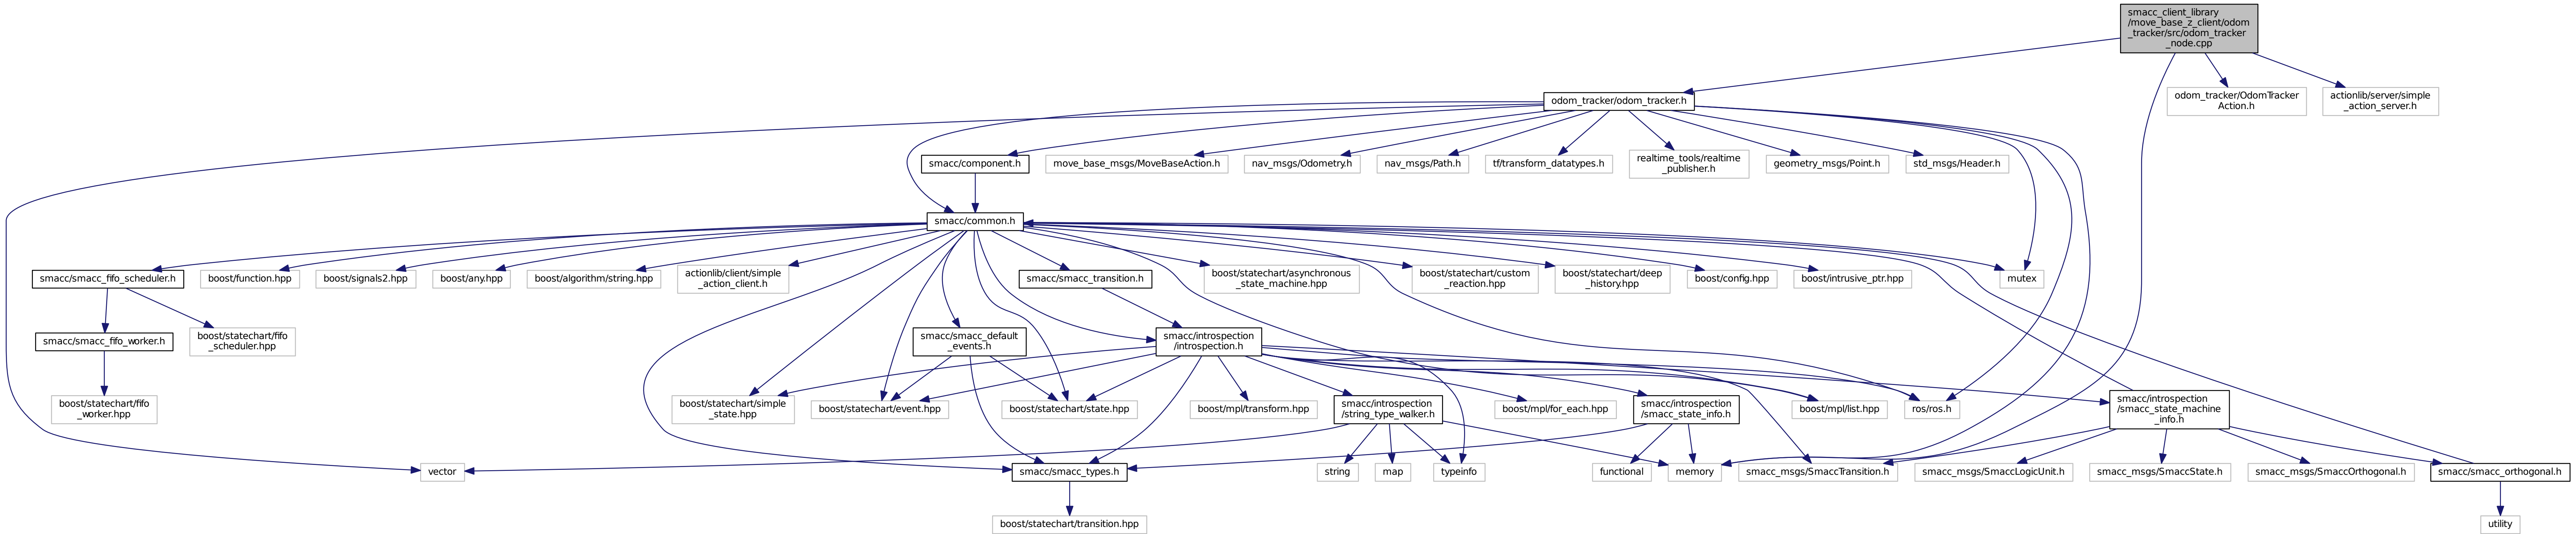 smacc_client_library
/move_base_z_client/odom
_tracker/src/odom_tracker
_node.cpp
odom_tracker/odom_tracker.h
odom_tracker/OdomTracker
Action.h
actionlib/server/simple
_action_server.h
smacc/component.h
move_base_msgs/MoveBaseAction.h
nav_msgs/Odometry.h
nav_msgs/Path.h
tf/transform_datatypes.h
realtime_tools/realtime
_publisher.h
geometry_msgs/Point.h
std_msgs/Header.h
smacc/common.h
smacc/smacc_fifo_scheduler.h
boost/function.hpp
boost/signals2.hpp
boost/any.hpp
boost/algorithm/string.hpp
actionlib/client/simple
_action_client.h
smacc/smacc_transition.h
boost/statechart/asynchronous
_state_machine.hpp
boost/statechart/custom
_reaction.hpp
boost/statechart/deep
_history.hpp
boost/config.hpp
boost/intrusive_ptr.hpp
mutex
smacc/smacc_fifo_worker.h
boost/statechart/fifo
_scheduler.hpp
smacc/smacc_default
_events.h
smacc/introspection
/introspection.h
boost/statechart/fifo
_worker.hpp
boost/statechart/simple
_state.hpp
boost/statechart/event.hpp
boost/statechart/state.hpp
boost/mpl/transform.hpp
smacc/introspection
/string_type_walker.h
boost/mpl/for_each.hpp
smacc/introspection
/smacc_state_info.h
boost/mpl/list.hpp
ros/ros.h
smacc/introspection
/smacc_state_machine
_info.h
vector
smacc/smacc_types.h
string
map
typeinfo
functional
memory
smacc_msgs/SmaccTransition.h
smacc_msgs/SmaccLogicUnit.h
smacc_msgs/SmaccState.h
smacc_msgs/SmaccOrthogonal.h
smacc/smacc_orthogonal.h
boost/statechart/transition.hpp
utility